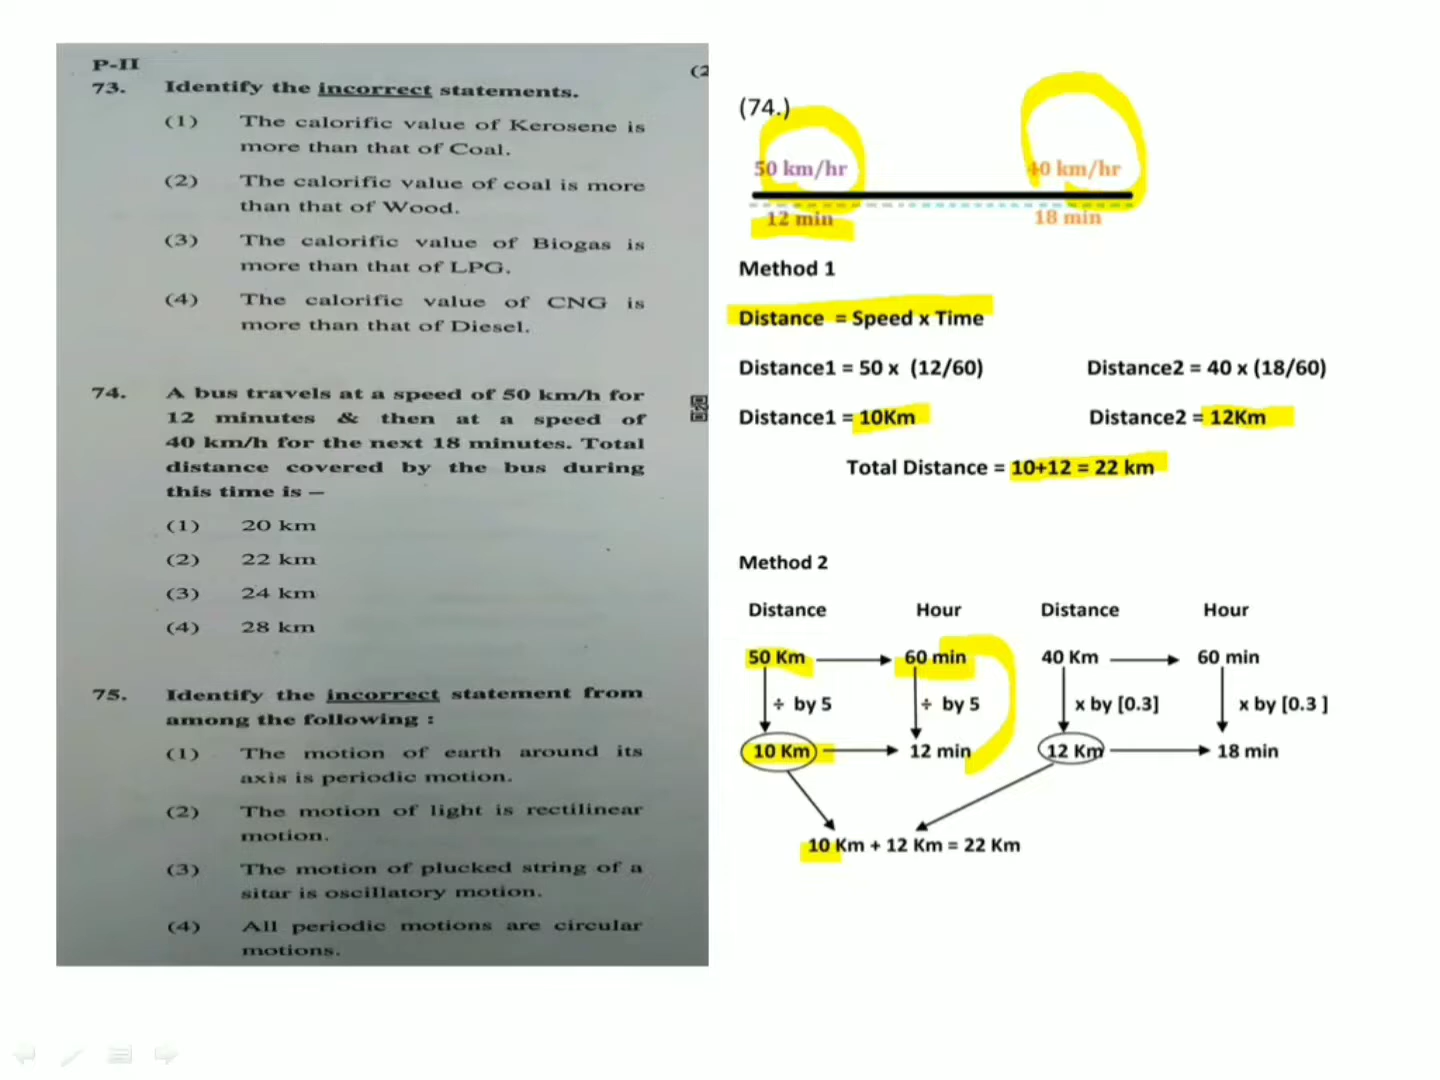 P-II
(2
73. Identify the incorrect statements.
(1) The calorific value of Kerosene is
more than that of Coal.
(2) The calorific value of coal is more
than that of Wood.
(3) The calorific value of Biogas is
more than that of LPG.
(4) The calorific value of CNG is
more than that of Diesel.
74. A bus travels at a speed of 50 km/h for
12 minutes & then at a speed of
40 km/h for the next 18 minutes. Total
distance covered by the bus during
this time is –
(1) 20 km
(2) 22 km
(3) 24 km
(4) 28 km
75. Identify the incorrect statement from
among the following :
(1) The motion of earth around its
axis is periodic motion.
(2) The motion of light is rectilinear
motion.
(3) The motion of plucked string of a
sitar is oscillatory motion.
(4) All periodic motions are circular
motions.
(74.)
50 km/hr 40 km/hr
12 min 18 min
Method 1
Distance = Speed x Time
Distance1 = 50 x (12/60) Distance2 = 40 x (18/60)
Distance1 = 10Km Distance2 = 12Km
Total Distance = 10+12 = 22 km
Method 2
Distance Hour Distance Hour
50 Km 60 min 40 Km 60 min
÷ by 5 ÷ by 5 x by [0.3] x by [0.3 ]
10 Km 12 min 12 Km 18 min
10 Km + 12 Km = 22 Km